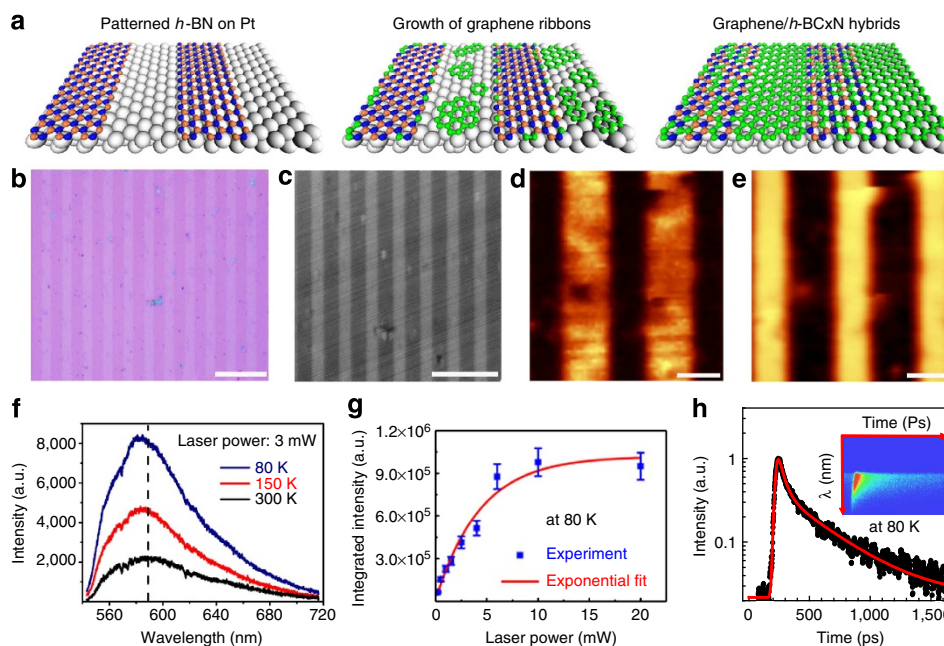 a
Patterned h-BN on Pt
Growth of graphene ribbons
Graphene/h-BCxN hybrids
b
c
d
e
f
Laser power: 3 mW
80 K
150 K
300 K
8,000
6,000
4,000
2,000
Intensity (a.u.)
560
600
640
680
720
Wavelength (nm)
g
1.2×10⁶
9.0×10⁵
6.0×10⁵
3.0×10⁵
Integrated intensity (a.u.)
at 80 K
Experiment
Exponential fit
0
5
10
15
20
Laser power (mW)
h
Time (Ps)
λ (nm)
at 80 K
1
0.1
Intensity (a.u.)
0
500
1,000
1,500
Time (ps)